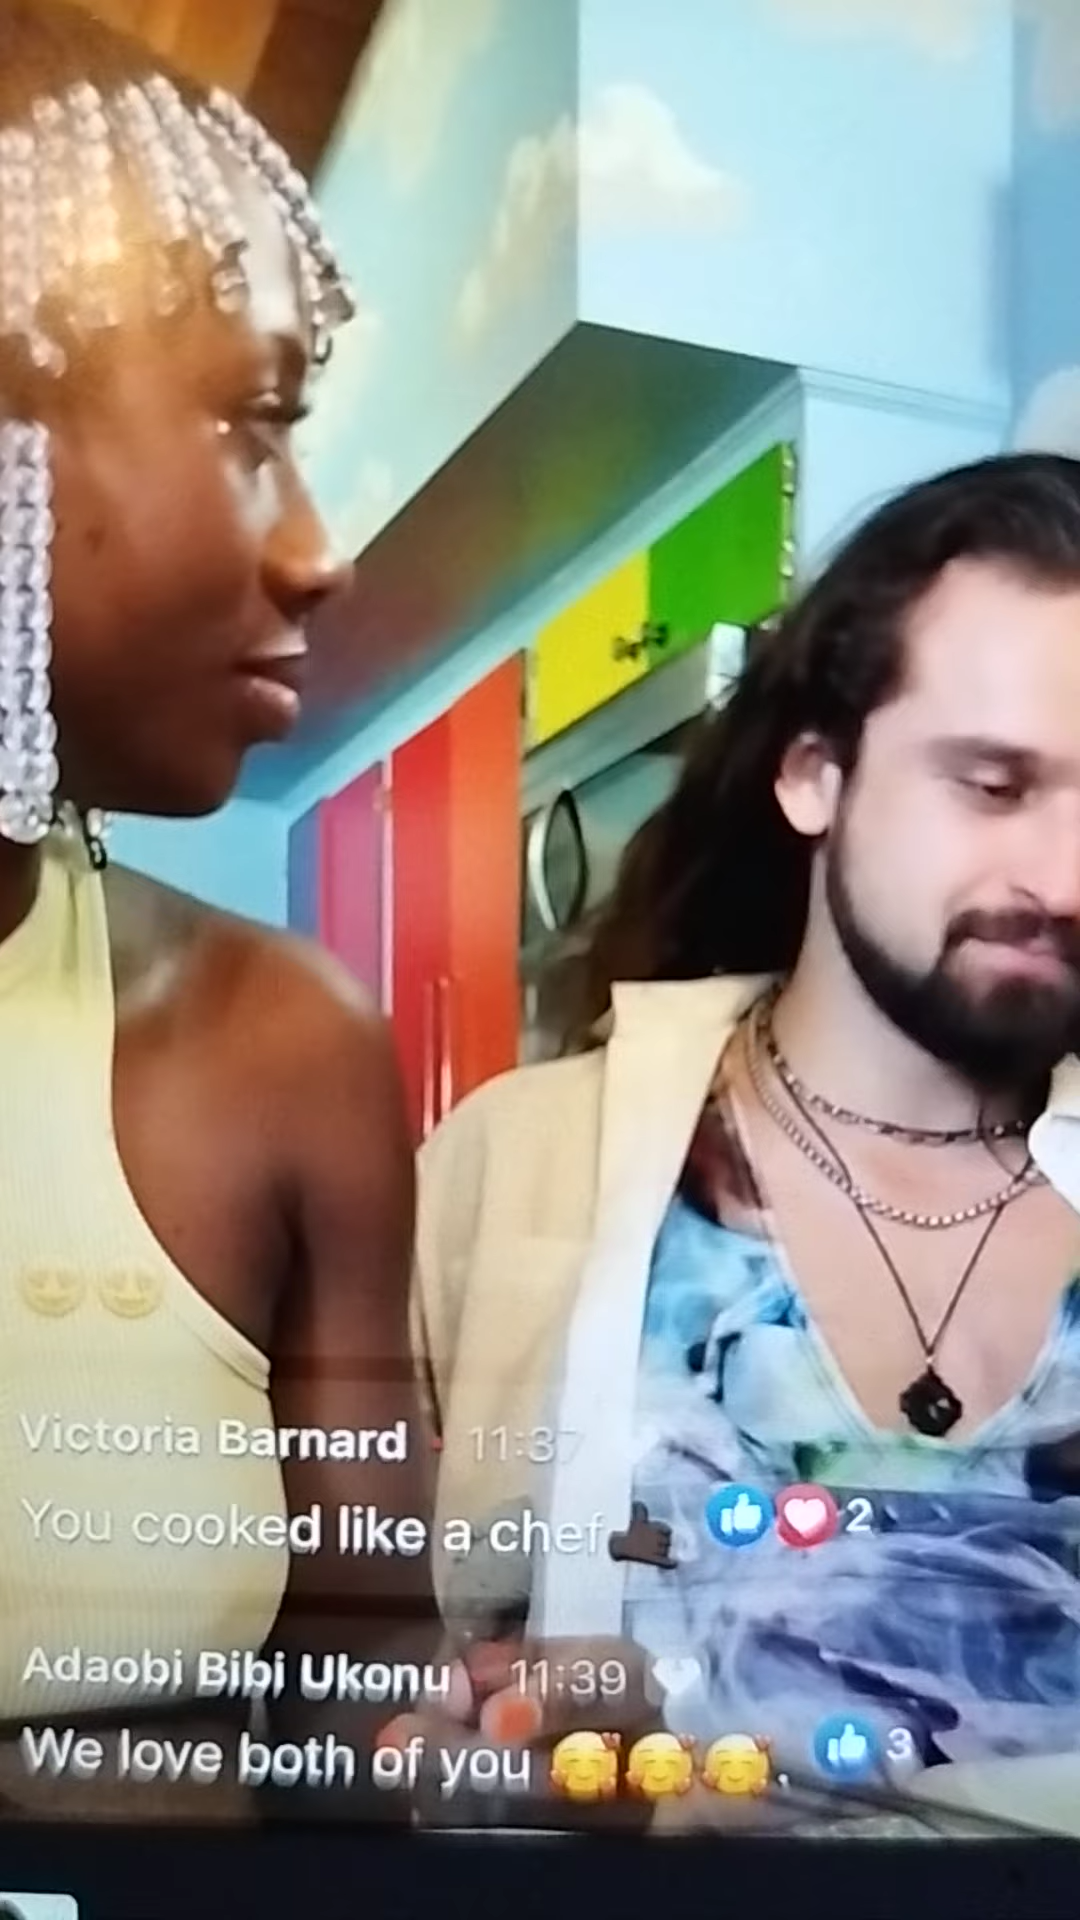 😍😍
Victoria Barnard 11:37
You cooked like a chef👍🏿 2
Adaobi Bibi Ukonu 11:39
We love both of you 🥰🥰🥰. 3